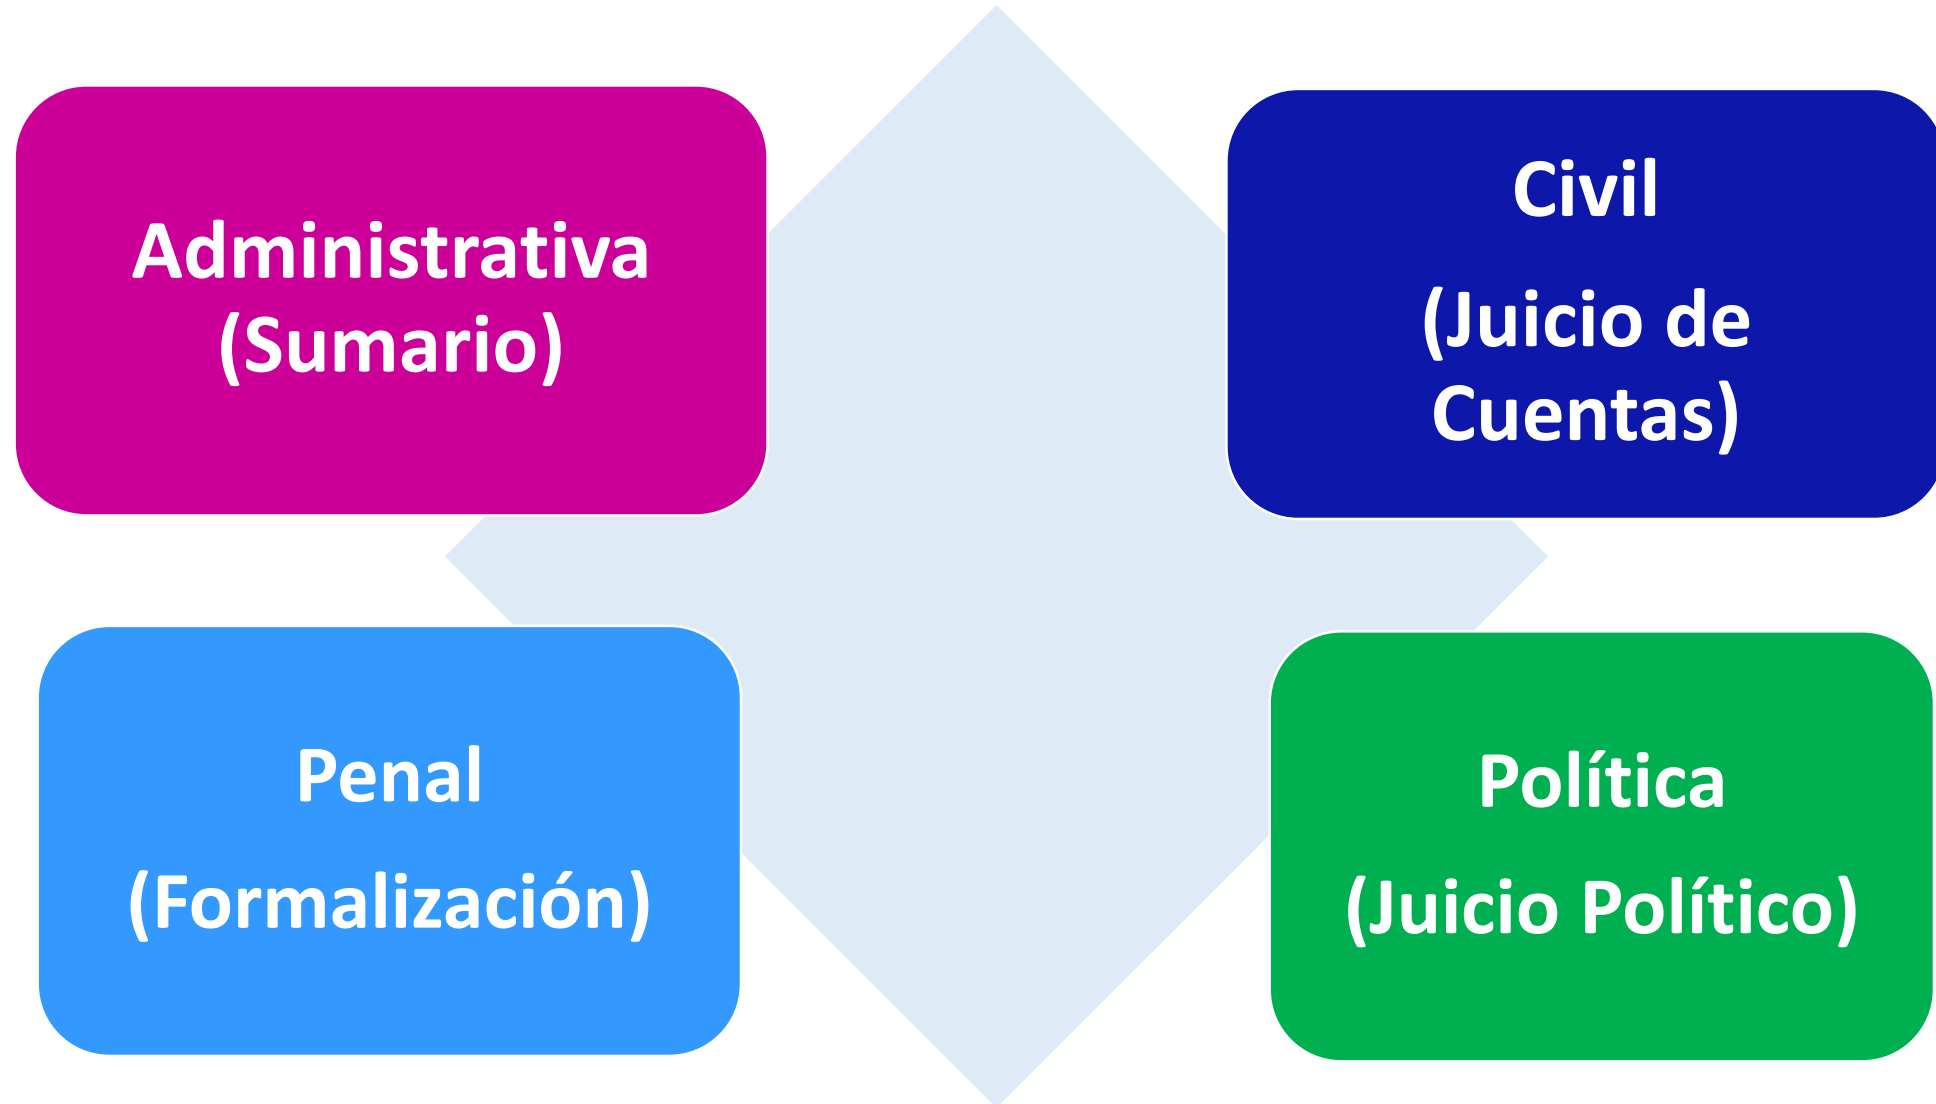 Administrativa
(Sumario)
Civil
(Juicio de
Cuentas)
Penal
(Formalización)
Política
(Juicio Político)